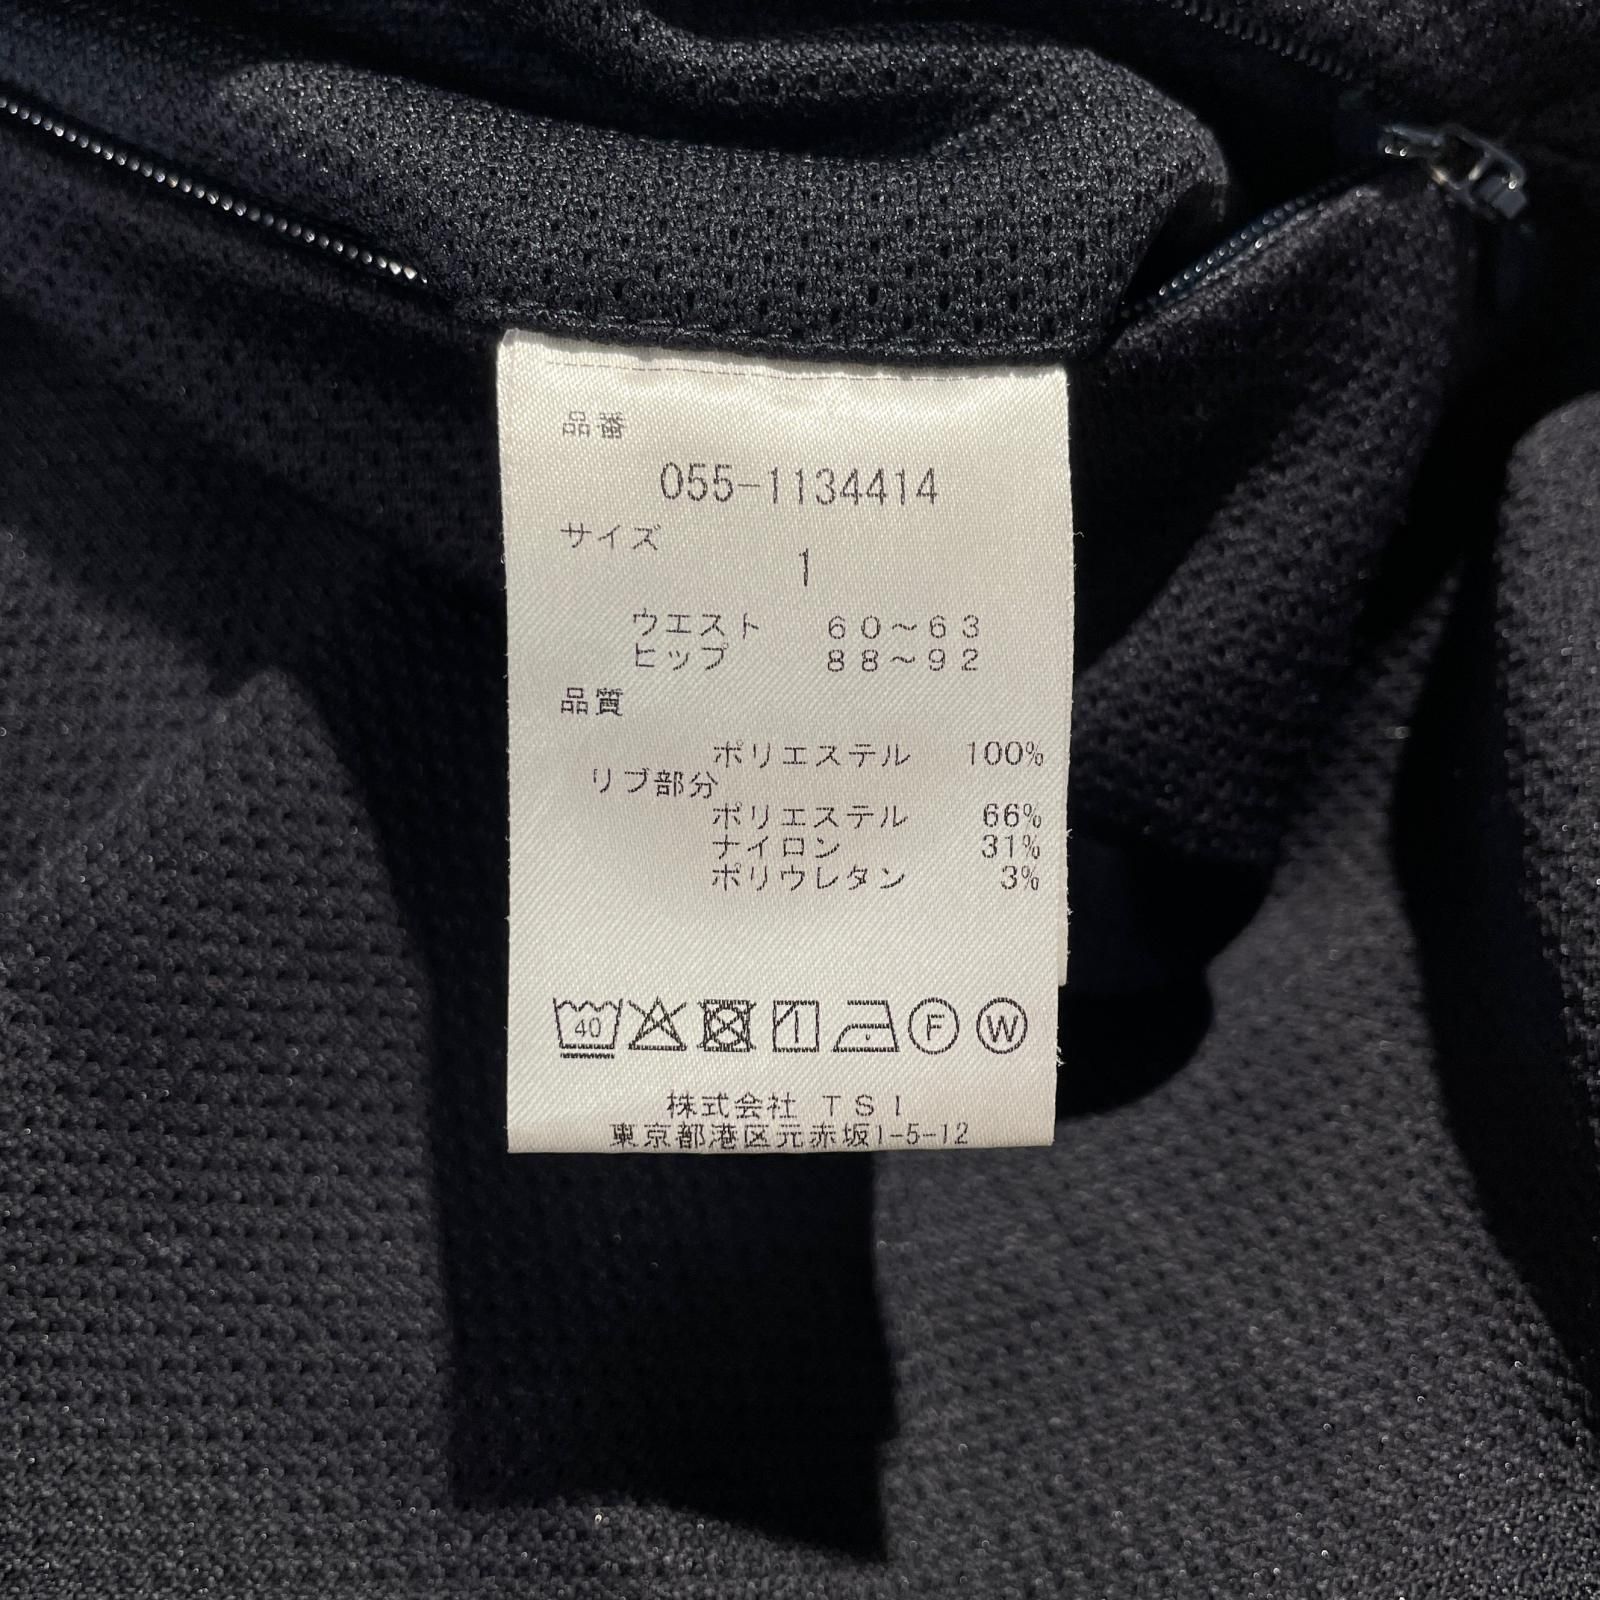 品番
055-1134414
サイズ
1
ウエスト 60～63
ヒップ 88～92
品質
ポリエステル 100%
リブ部分
ポリエステル 66%
ナイロン 31%
ポリウレタン 3%
40 F W
株式会社 TSI
東京都港区元赤坂1-5-12